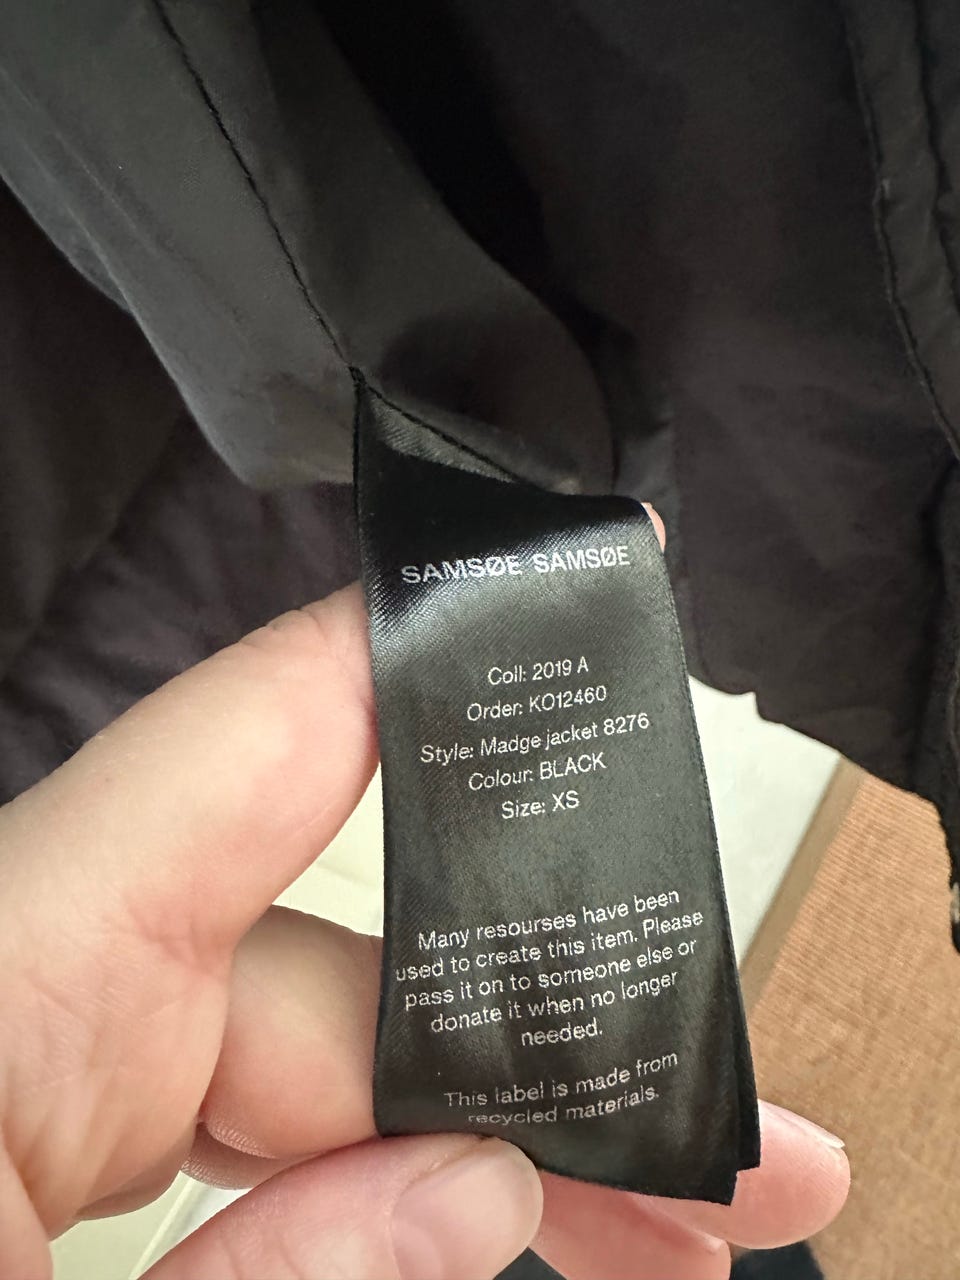 SAMSØE SAMSØE
Coll: 2019 A
Order: KO12460
Style: Madge jacket 8276
Colour: BLACK
Size: XS
Many resourses have been
used to create this item. Please
pass it on to someone else or
donate it when no longer
needed.
This label is made from
recycled materials.